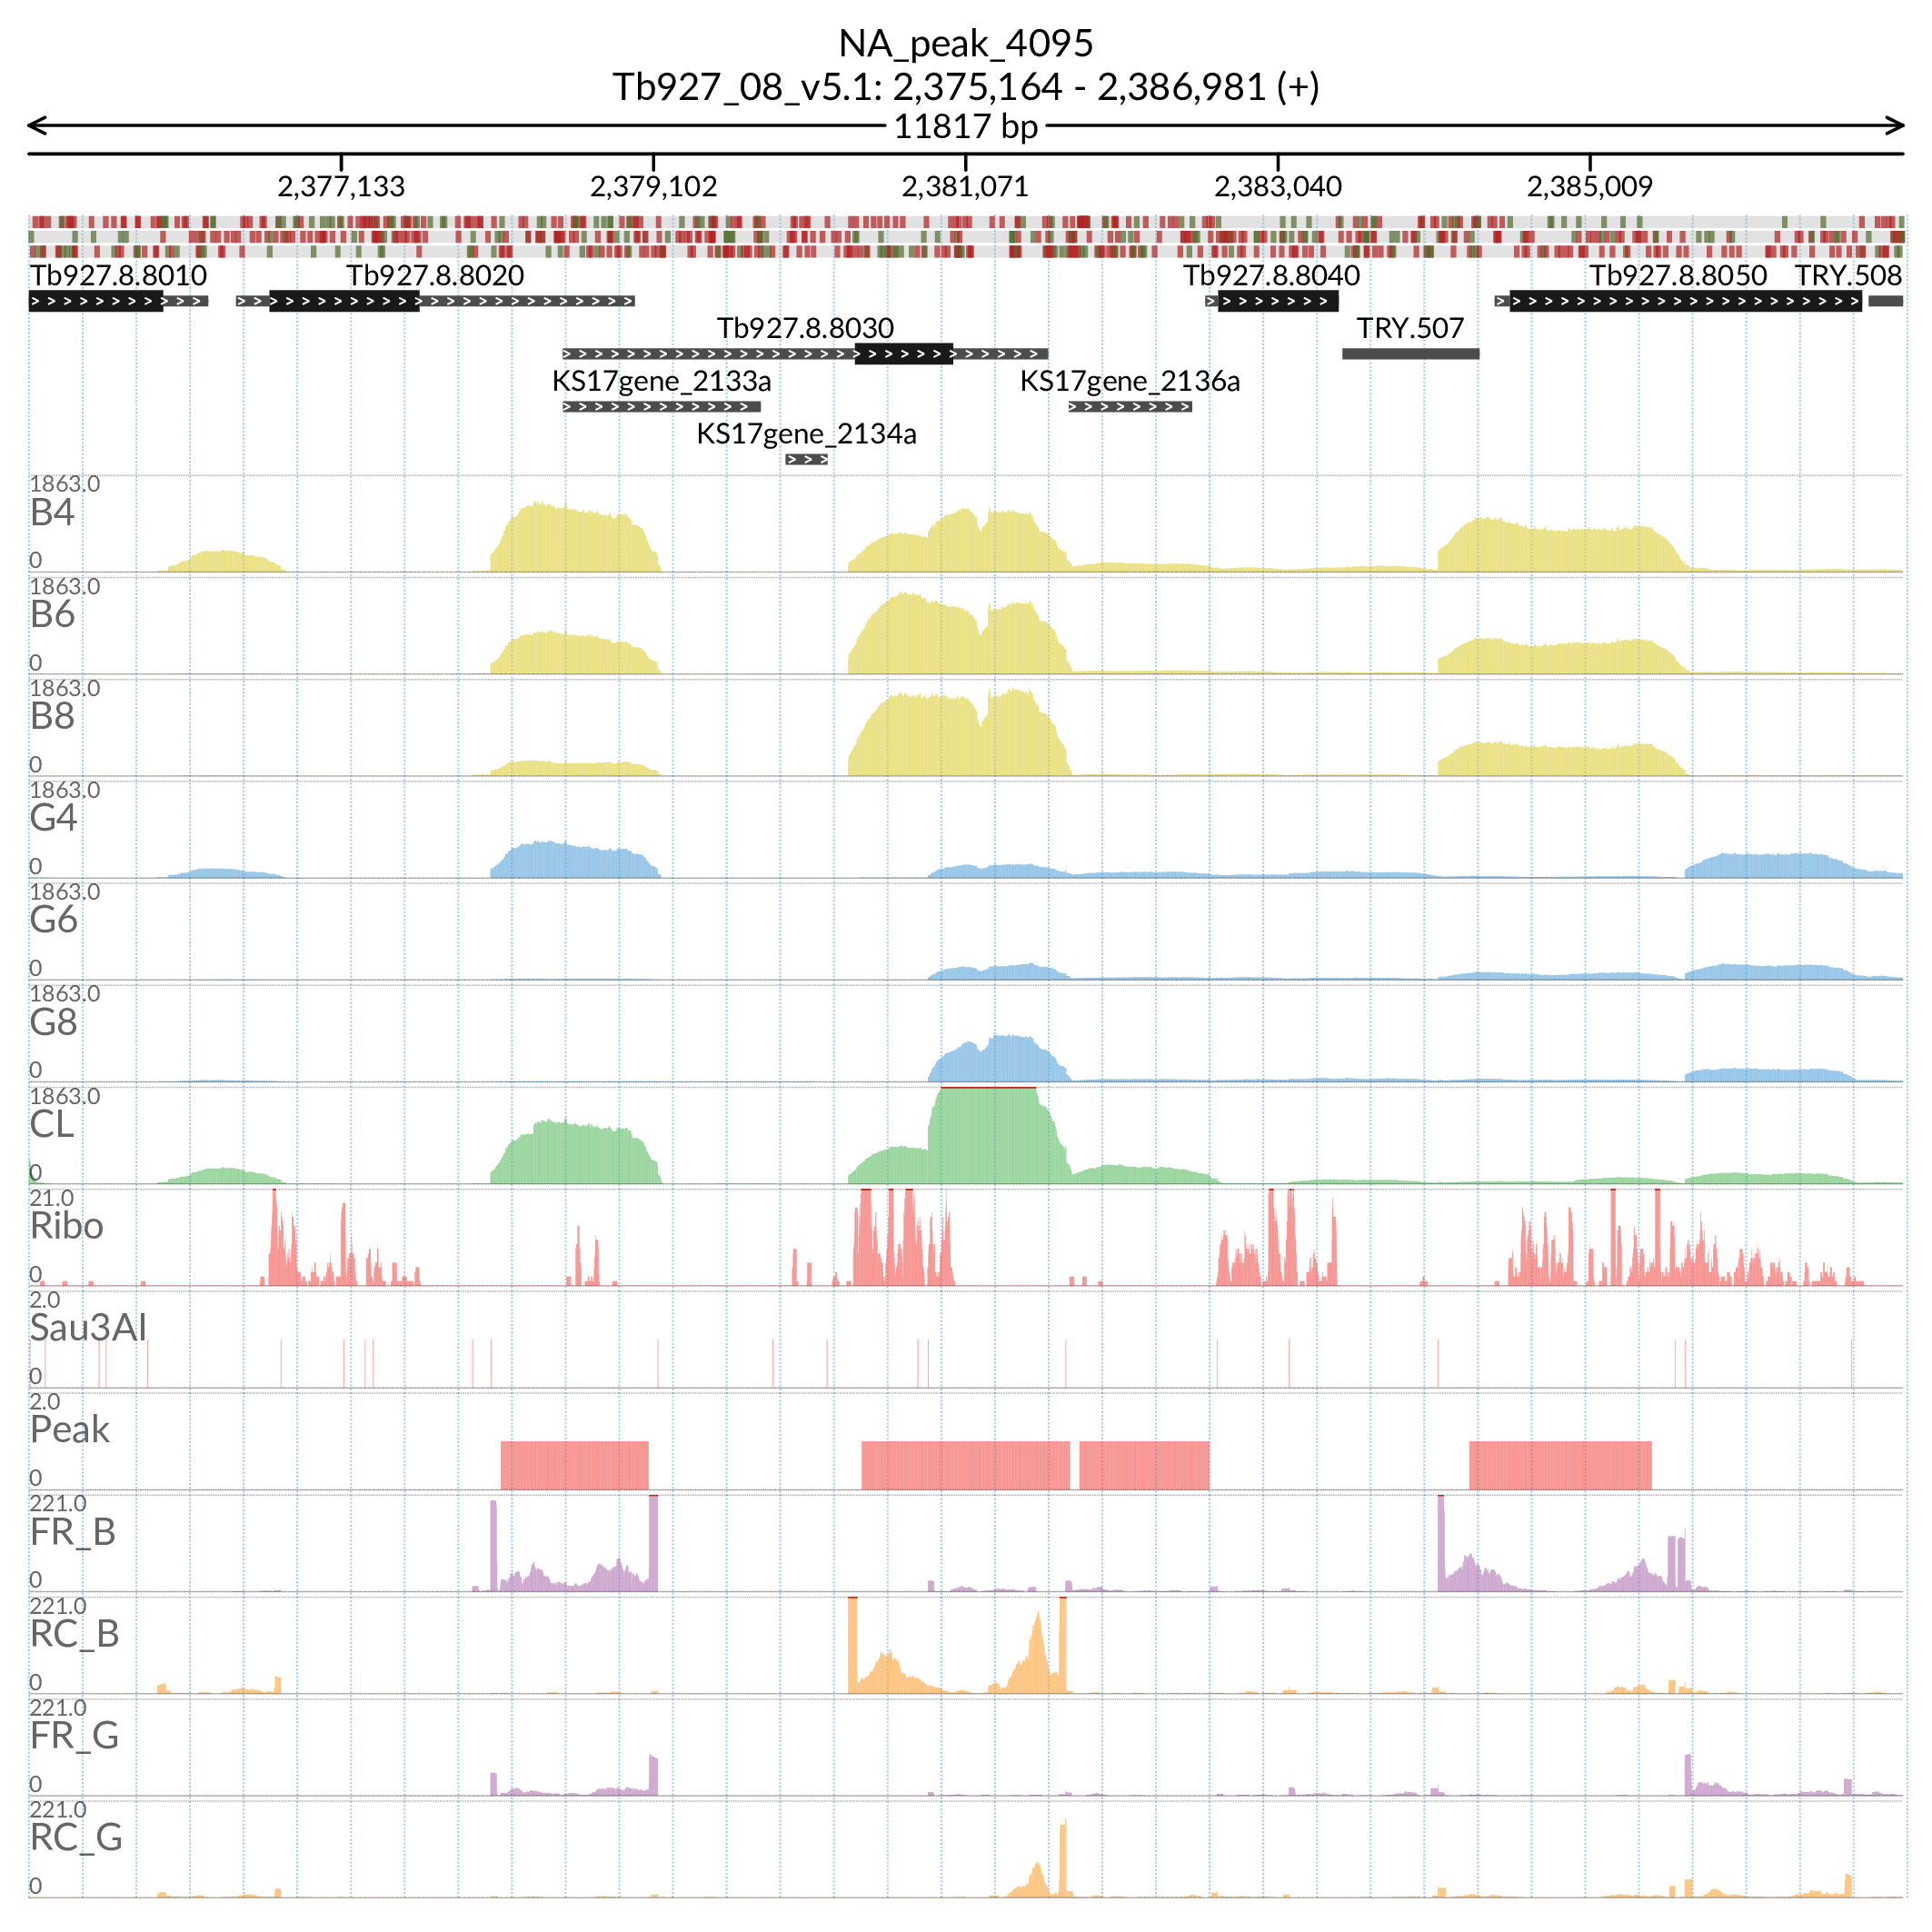 NA_peak_4095
Tb927_08_v5.1: 2,375,164 - 2,386,981 (+)
11817 bp
2,377,133 2,379,102 2,381,071 2,383,040 2,385,009
Tb927.8.8010 Tb927.8.8020 Tb927.8.8040 Tb927.8.8050 TRY.508
Tb927.8.8030 TRY.507
KS17gene_2133a KS17gene_2136a
KS17gene_2134a
1863.0
B4
0
1863.0
B6
0
1863.0
B8
0
1863.0
G4
0
1863.0
G6
0
1863.0
G8
0
1863.0
CL
0
21.0
Ribo
0
2.0
Sau3AI
0
2.0
Peak
0
221.0
FR_B
0
221.0
RC_B
0
221.0
FR_G
0
221.0
RC_G
0